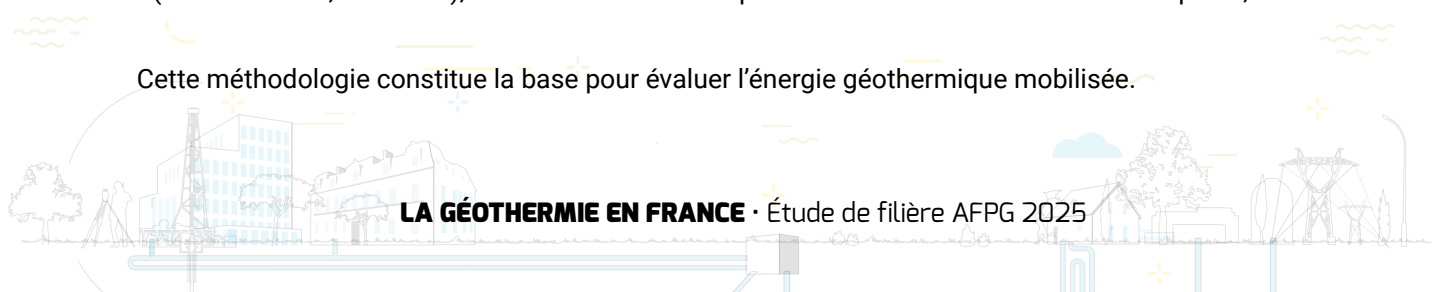 Cette méthodologie constitue la base pour évaluer l’énergie géothermique mobilisée.
LA GÉOTHERMIE EN FRANCE · Étude de filière AFPG 2025